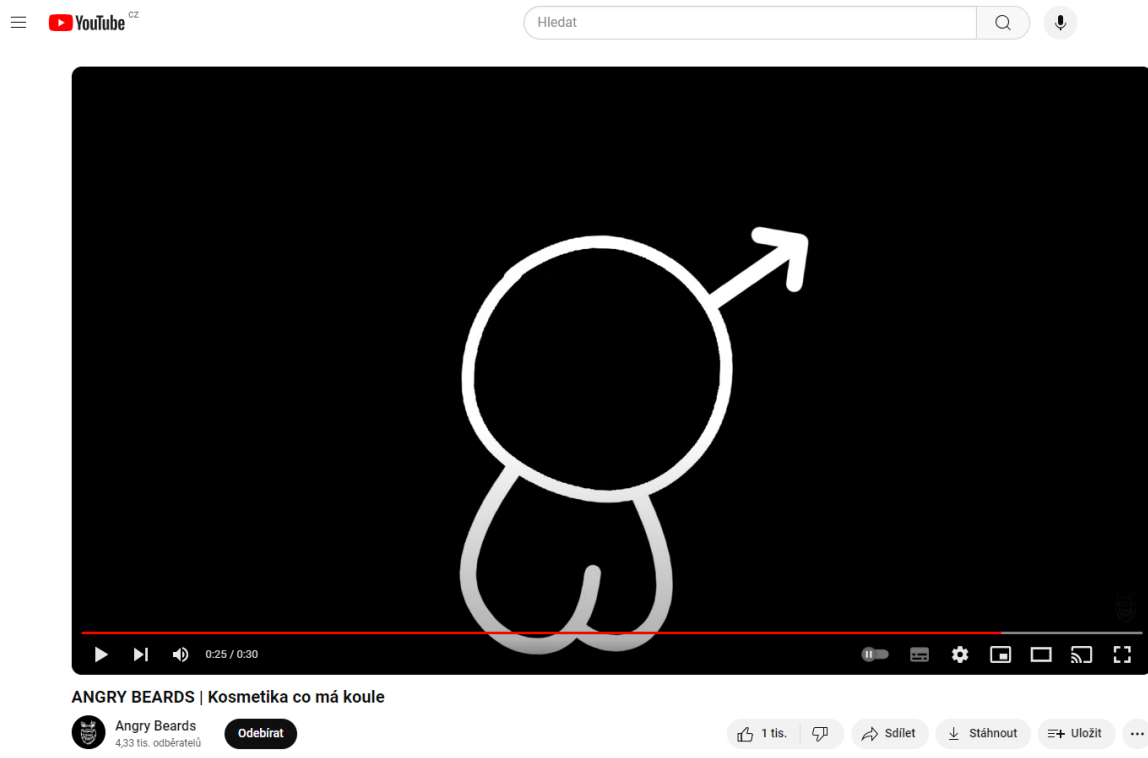 YouTube CZ
Hledat
0:25 / 0:30
ANGRY BEARDS | Kosmetika co má koule
Angry Beards
4,33 tis. odběratelů
Odebírat
1 tis.
Sdílet
Stáhnout
Uložit